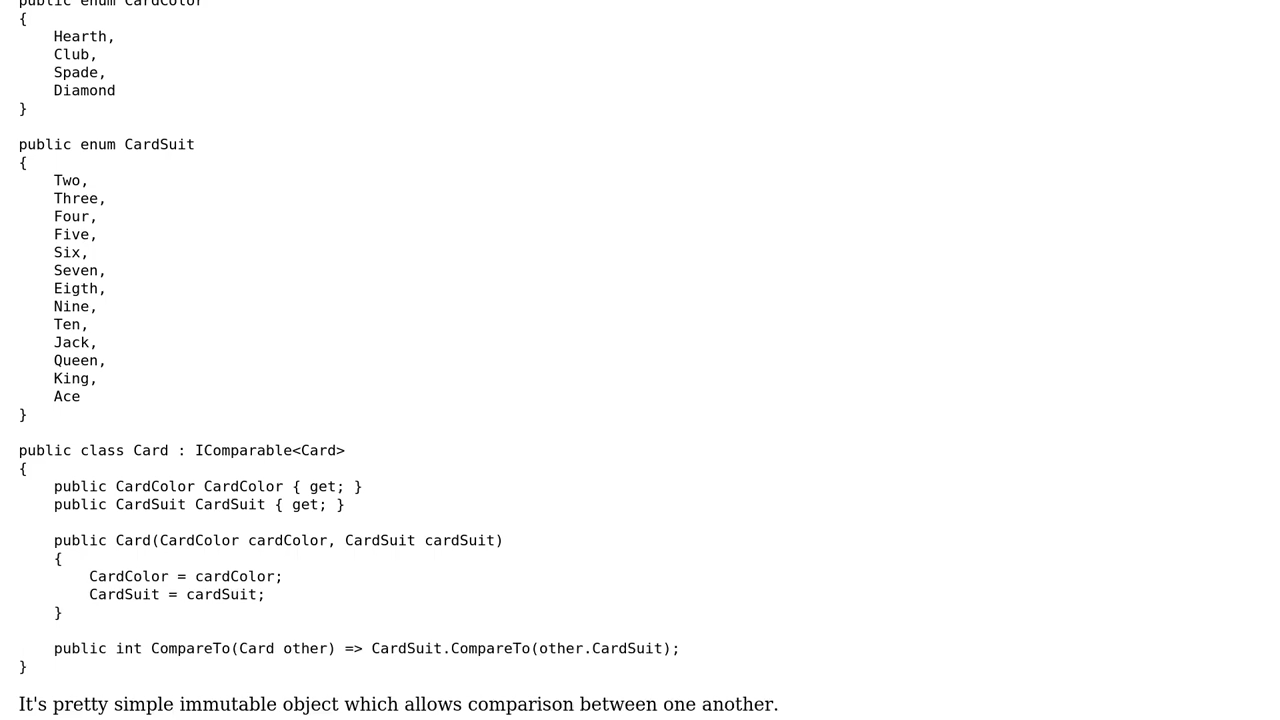 public enum CardColor
{
    Hearth,
    Club,
    Spade,
    Diamond
}
public enum CardSuit
{
    Two,
    Three,
    Four,
    Five,
    Six,
    Seven,
    Eigth,
    Nine,
    Ten,
    Jack,
    Queen,
    King,
    Ace
}
public class Card : IComparable<Card>
{
    public CardColor CardColor { get; }
    public CardSuit CardSuit { get; }
    public Card(CardColor cardColor, CardSuit cardSuit)
    {
        CardColor = cardColor;
        CardSuit = cardSuit;
    }
    public int CompareTo(Card other) => CardSuit.CompareTo(other.CardSuit);
}
It's pretty simple immutable object which allows comparison between one another.